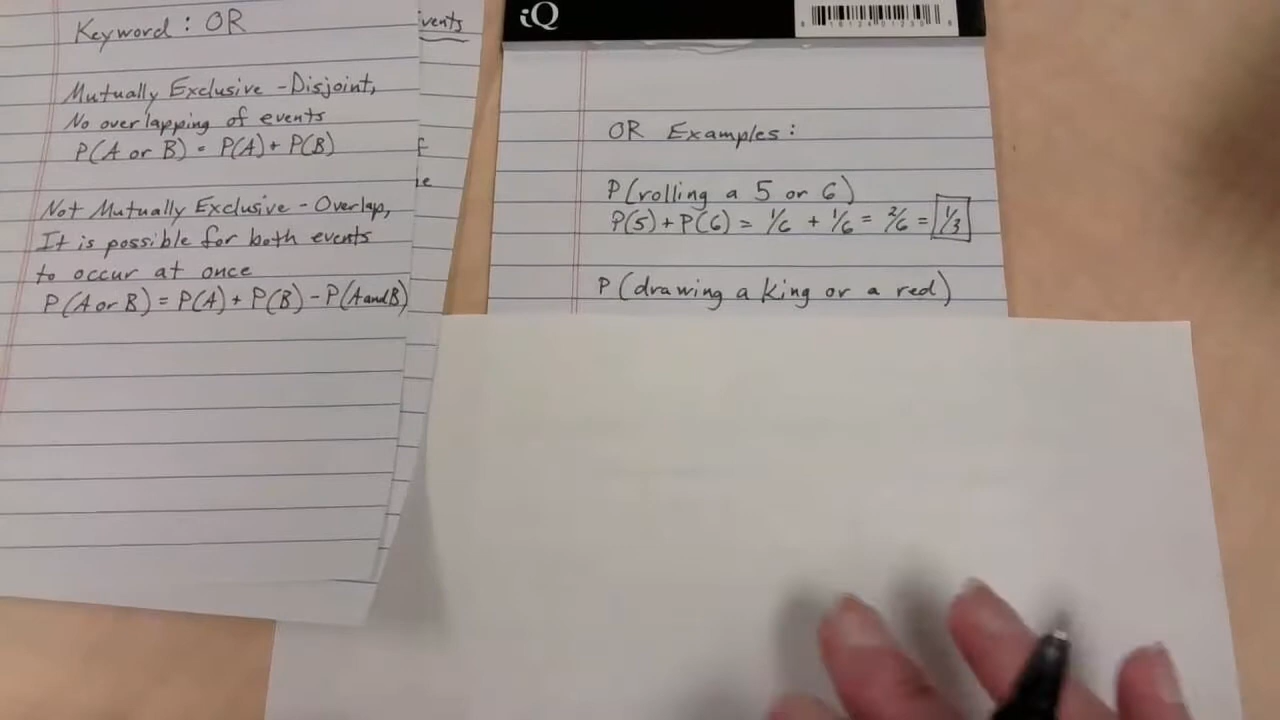 Keyword: OR
Mutually Exclusive - Disjoint,
No overlapping of events
P(A or B) = P(A) + P(B)
Not Mutually Exclusive - Overlap,
It is possible for both events
to occur at once
P(A or B) = P(A) + P(B) - P(A and B)
vents
iQ
OR Examples:
P(rolling a 5 or 6)
P(5) + P(6) = 1/6 + 1/6 = 2/6 = 1/3
P(drawing a king or a red)